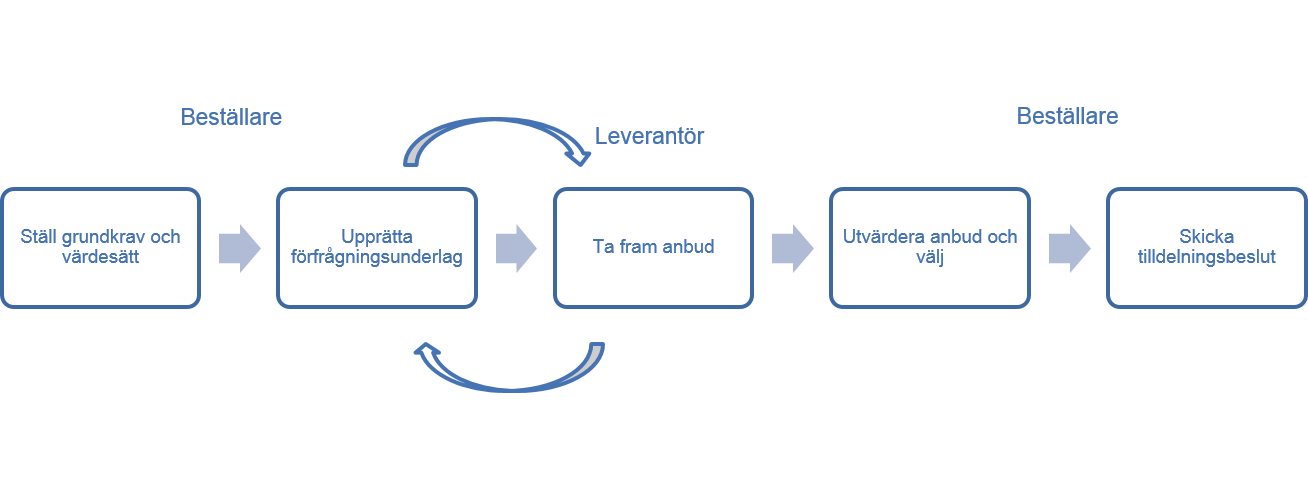 Beställare
Leverantör
Beställare
Ställ grundkrav och
värdesätt
Upprätta
förfrågningsunderlag
Ta fram anbud
Utvärdera anbud och
välj
Skicka
tilldelningsbeslut